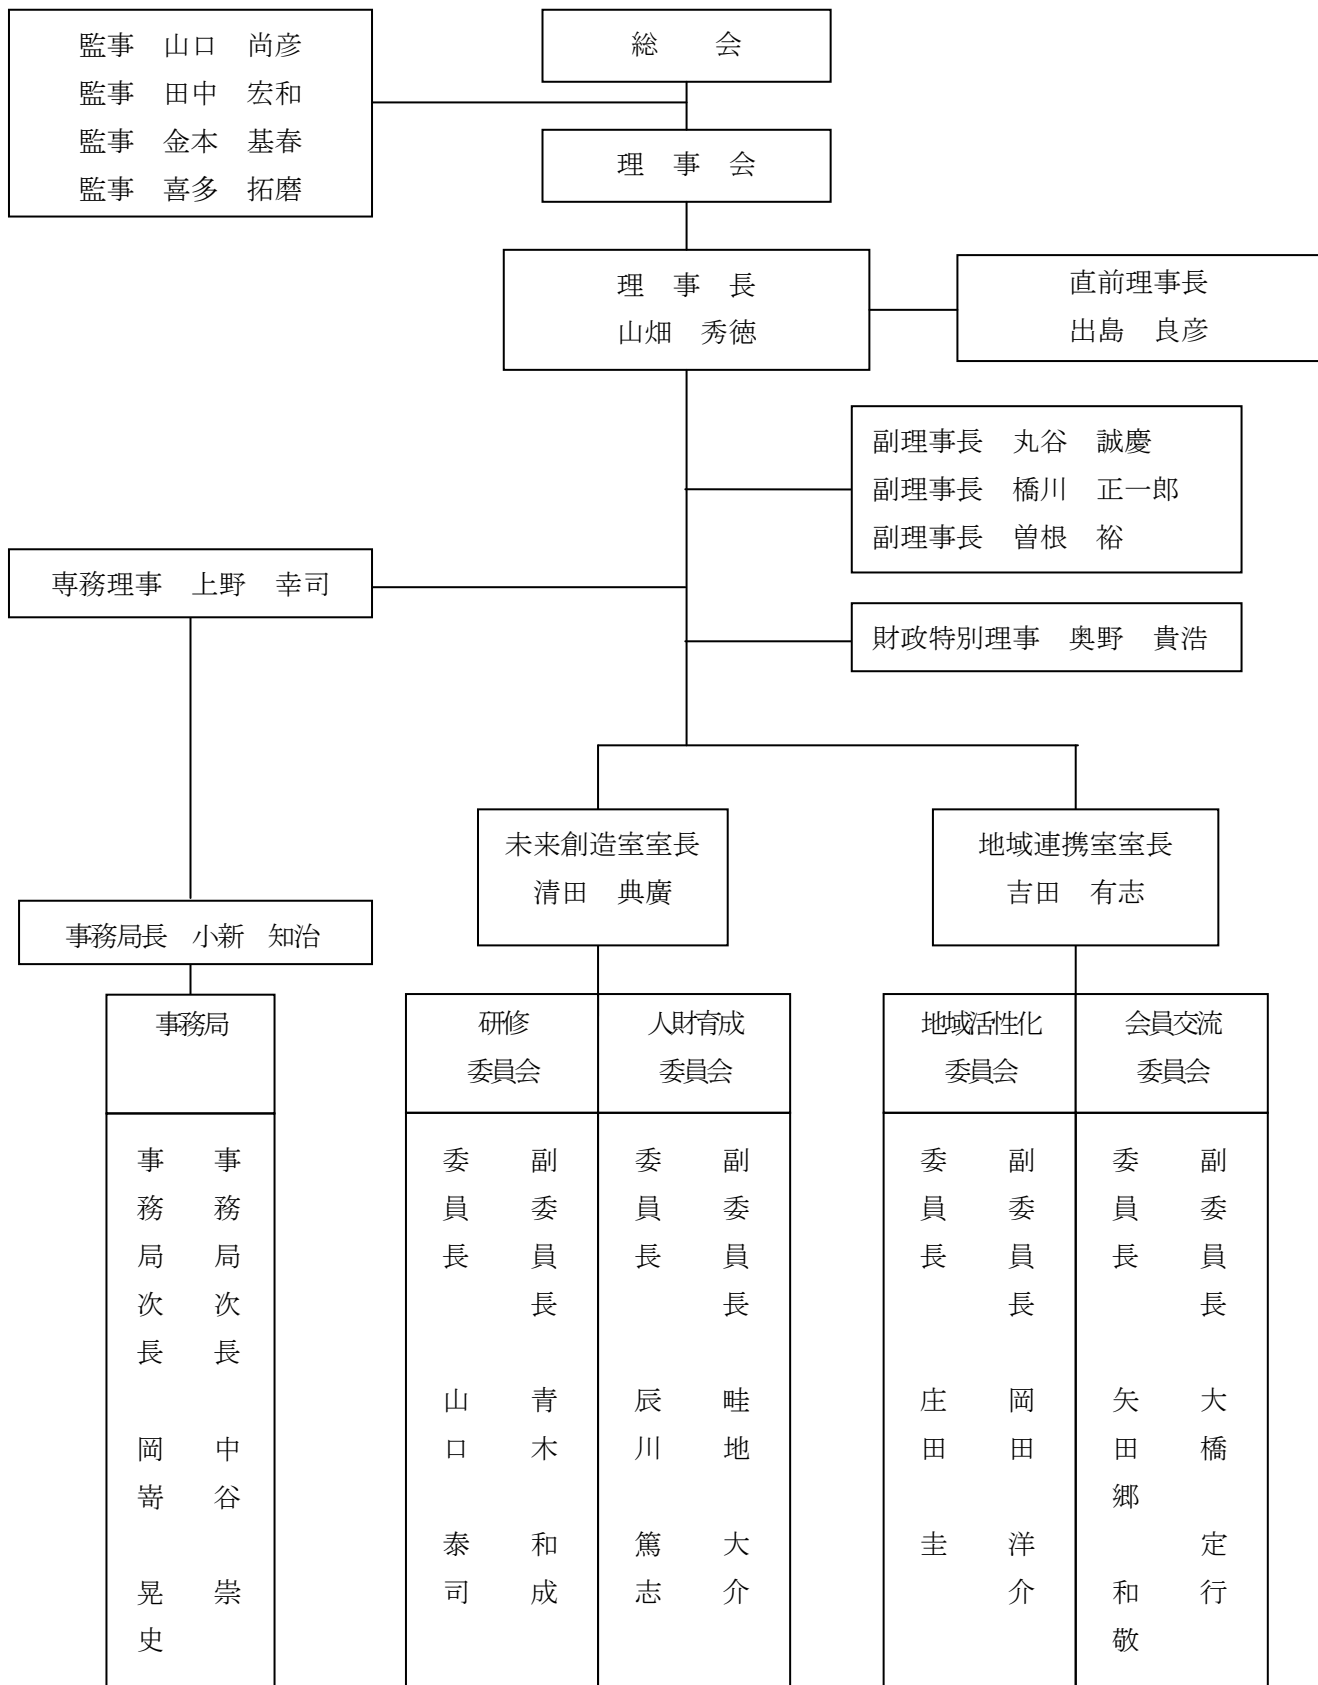 監事　山口　尚彦
監事　田中　宏和
監事　金本　基春
監事　喜多　拓磨
総　　会
理　事　会
理　事　長
山畑　秀徳
直前理事長
出島　良彦
副理事長　丸谷　誠慶
副理事長　橋川　正一郎
副理事長　曽根　裕
専務理事　上野　幸司
財政特別理事　奥野　貴浩
未来創造室室長
清田　典廣
地域連携室室長
吉田　有志
事務局長　小新　知治
事務局
事務局次長　中谷　崇
事務局次長　岡嵜　晃史
研修
委員会
副委員長　青木　和成
委員長　山口　泰司
人財育成
委員会
副委員長　畦地　大介
委員長　辰川　篤志
地域活性化
委員会
副委員長　岡田　洋介
委員長　庄田　圭
会員交流
委員会
副委員長　大橋　定行
委員長　矢田郷　和敬